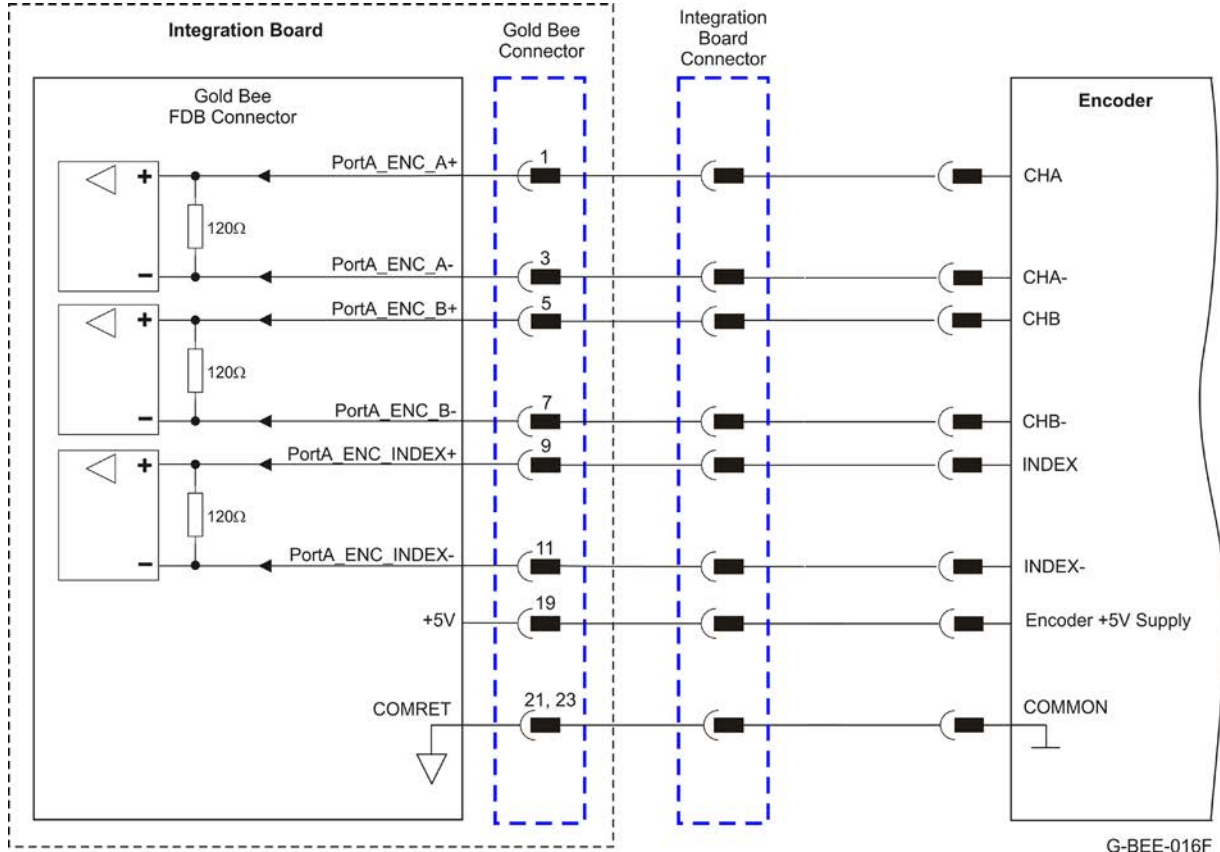 Integration Board
Gold Bee
Connector
Integration
Board
Connector
Gold Bee
FDB Connector
Encoder
+
PortA_ENC_A+
1
CHA
120Ω
-
PortA_ENC_A-
3
CHA-
+
PortA_ENC_B+
5
CHB
120Ω
-
PortA_ENC_B-
7
CHB-
+
PortA_ENC_INDEX+
9
INDEX
120Ω
-
PortA_ENC_INDEX-
11
INDEX-
+5V
19
Encoder +5V Supply
COMRET
21, 23
COMMON
G-BEE-016F